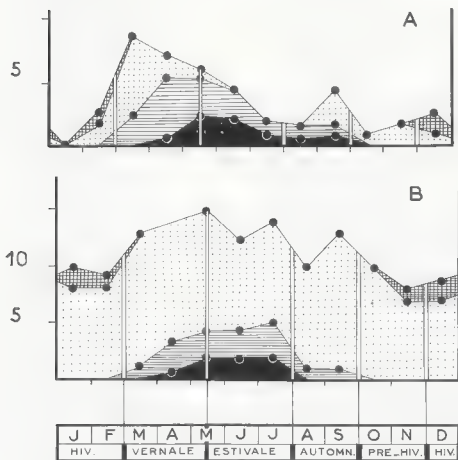 A
5
B
10
5
J F M A M J J A S O N D
HIV. VERNALE ESTIVALE AUTOMN. PRE-HIV. HIV.